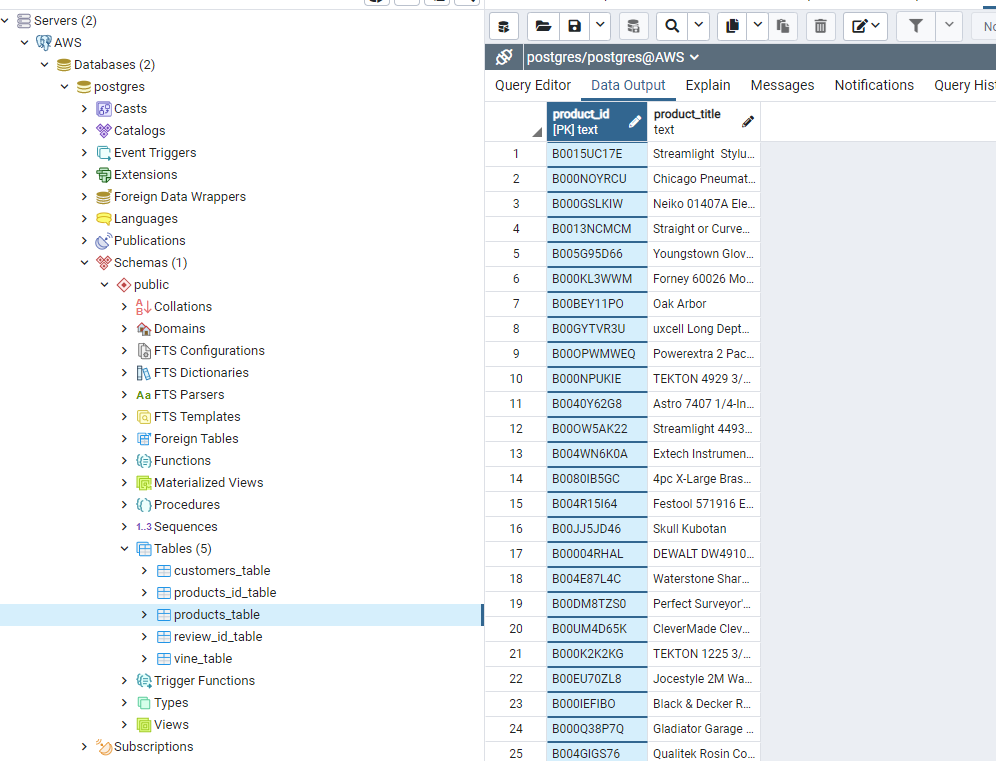 Servers (2)
AWS
Databases (2)
postgres
Casts
Catalogs
Event Triggers
Extensions
Foreign Data Wrappers
Languages
Publications
Schemas (1)
public
Collations
Domains
FTS Configurations
FTS Dictionaries
Aa FTS Parsers
FTS Templates
Foreign Tables
Functions
Materialized Views
Procedures
1..3 Sequences
Tables (5)
customers_table
products_id_table
products_table
review_id_table
vine_table
Trigger Functions
Types
Views
Subscriptions
No
postgres/postgres@AWS
Query Editor Data Output Explain Messages Notifications Query Hist
product_id product_title
[PK] text text
1 B0015UC17E Streamlight Stylu...
2 B000NOYRCU Chicago Pneumat...
3 B000GSLKIW Neiko 01407A Ele...
4 B0013NCMCM Straight or Curve...
5 B005G95D66 Youngstown Glov...
6 B000KL3WWM Forney 60026 Mo...
7 B00BEY11PO Oak Arbor
8 B00GYTVR3U uxcell Long Dept...
9 B00OPWMWEQ Powerextra 2 Pac...
10 B000NPUKIE TEKTON 4929 3/...
11 B0040Y62G8 Astro 7407 1/4-In...
12 B00OW5AK22 Streamlight 4493...
13 B004WN6K0A Extech Instrumen...
14 B0080IB5GC 4pc X-Large Bras...
15 B004R15I64 Festool 571916 E...
16 B00JJ5JD46 Skull Kubotan
17 B00004RHAL DEWALT DW4910...
18 B004E87L4C Waterstone Shar...
19 B00DM8TZS0 Perfect Surveyor'...
20 B00UM4D65K CleverMade Clev...
21 B000K2K2KG TEKTON 1225 3/...
22 B00EU70ZL8 Jocestyle 2M Wa...
23 B000IEFIBO Black & Decker R...
24 B000Q38P7Q Gladiator Garage ...
25 B004GIGS76 Qualitek Rosin Co...